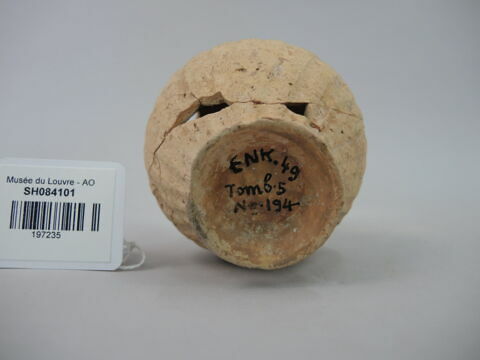 Musée du Louvre - AO
SH084101
197235
ENK.49
Tomb.5
No.194